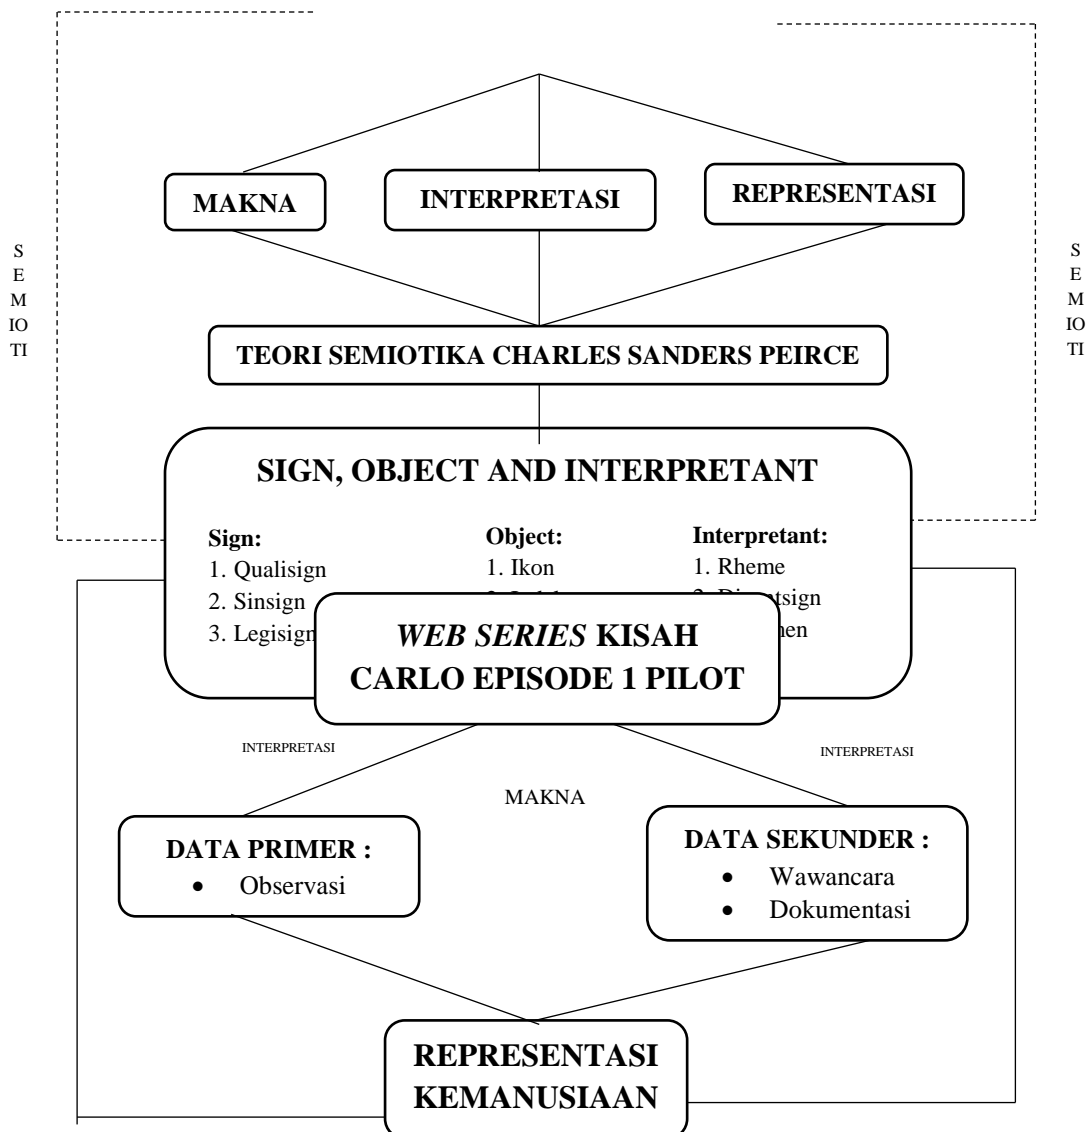 MAKNA
INTERPRETASI
REPRESENTASI
S
E
M
IO
TI
S
E
M
IO
TI
TEORI SEMIOTIKA CHARLES SANDERS PEIRCE
SIGN, OBJECT AND INTERPRETANT
Sign:
1. Qualisign
2. Sinsign
3. Legisign
Object:
1. Ikon
Interpretant:
1. Rheme
WEB SERIES KISAH
CARLO EPISODE 1 PILOT
INTERPRETASI
INTERPRETASI
MAKNA
DATA PRIMER :
• Observasi
DATA SEKUNDER :
• Wawancara
• Dokumentasi
REPRESENTASI
KEMANUSIAAN